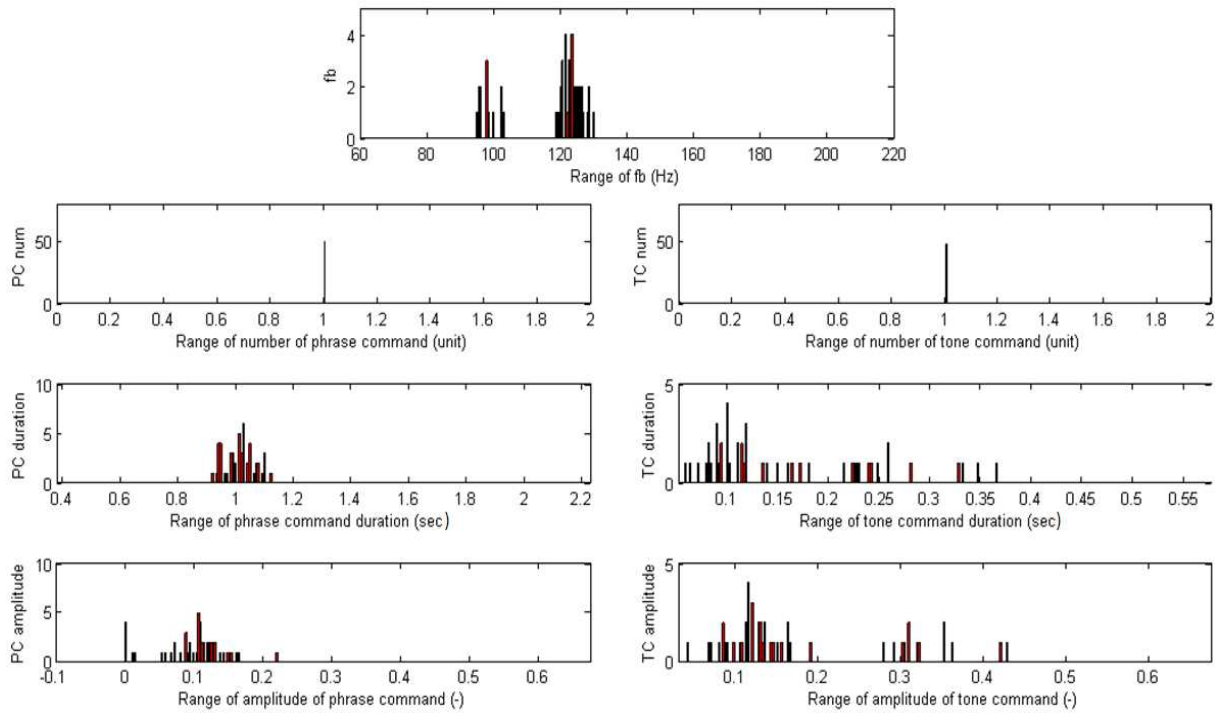 fb
4
2
0
60 80 100 120 140 160 180 200 220
Range of fb (Hz)
PC num
50
0
0 0.2 0.4 0.6 0.8 1 1.2 1.4 1.6 1.8 2
Range of number of phrase command (unit)
TC num
50
0
0 0.2 0.4 0.6 0.8 1 1.2 1.4 1.6 1.8 2
Range of number of tone command (unit)
PC duration
10
5
0
0.4 0.6 0.8 1 1.2 1.4 1.6 1.8 2 2.2
Range of phrase command duration (sec)
TC duration
5
0
0.1 0.15 0.2 0.25 0.3 0.35 0.4 0.45 0.5 0.55
Range of tone command duration (sec)
PC amplitude
10
5
0
-0.1 0 0.1 0.2 0.3 0.4 0.5 0.6
Range of amplitude of phrase command (-)
TC amplitude
5
0
0.1 0.2 0.3 0.4 0.5 0.6
Range of amplitude of tone command (-)